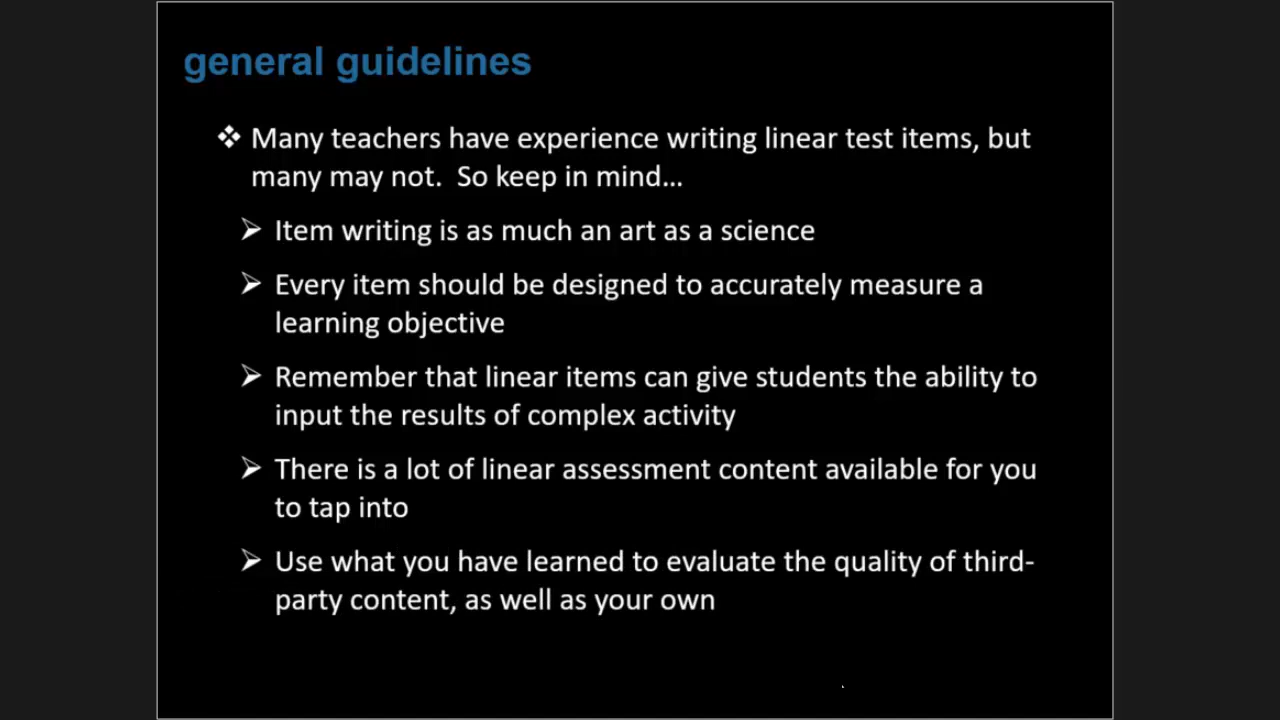 general guidelines
❖ Many teachers have experience writing linear test items, but
many may not.  So keep in mind…
➢ Item writing is as much an art as a science
➢ Every item should be designed to accurately measure a
learning objective
➢ Remember that linear items can give students the ability to
input the results of complex activity
➢ There is a lot of linear assessment content available for you
to tap into
➢ Use what you have learned to evaluate the quality of third-
party content, as well as your own